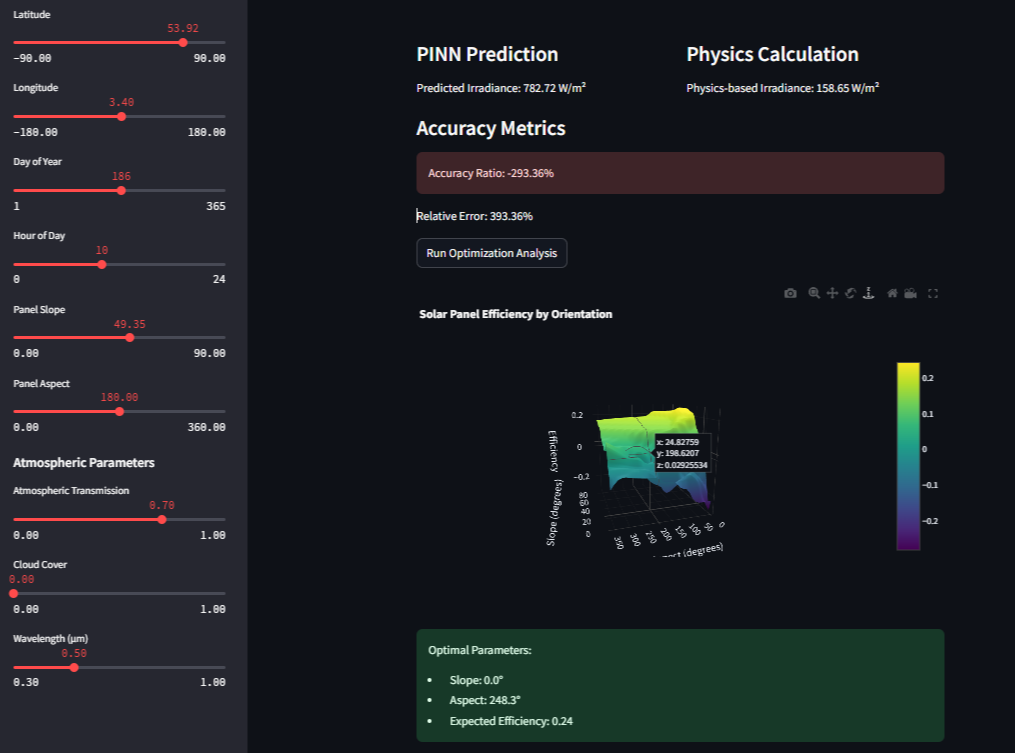 Latitude
53.92
-90.00 90.00
Longitude
3.40
-180.00 180.00
Day of Year
186
1 365
Hour of Day
10
0 24
Panel Slope
49.35
0.00 90.00
Panel Aspect
180.00
0.00 360.00
Atmospheric Parameters
Atmospheric Transmission
0.70
0.00 1.00
Cloud Cover
0.00
0.00 1.00
Wavelength (μm)
0.50
0.30 1.00
PINN Prediction
Predicted Irradiance: 782.72 W/m²
Physics Calculation
Physics-based Irradiance: 158.65 W/m²
Accuracy Metrics
Accuracy Ratio: -293.36%
Relative Error: 393.36%
Run Optimization Analysis
Solar Panel Efficiency by Orientation
0.2
0
−0.2
Efficiency
80
60
40
20
0
Slope (degrees)
350
300
250
200
150
100
50
0
(degrees)
x: 24.82759
y: 198.6207
z: 0.02925534
0.2
0.1
0
−0.1
−0.2
Optimal Parameters:
• Slope: 0.0°
• Aspect: 248.3°
• Expected Efficiency: 0.24